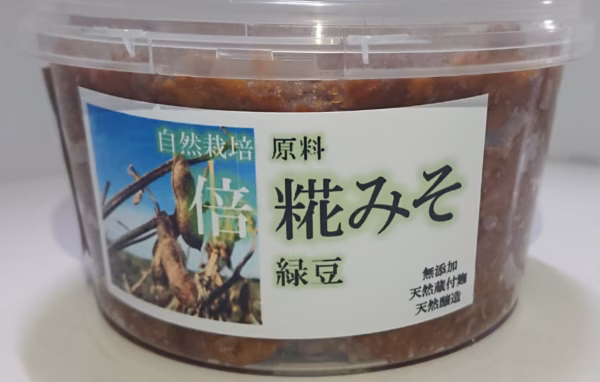 自然栽培 原料
倍 糀みそ
緑豆
無添加
天然蔵付麹
天然醸造